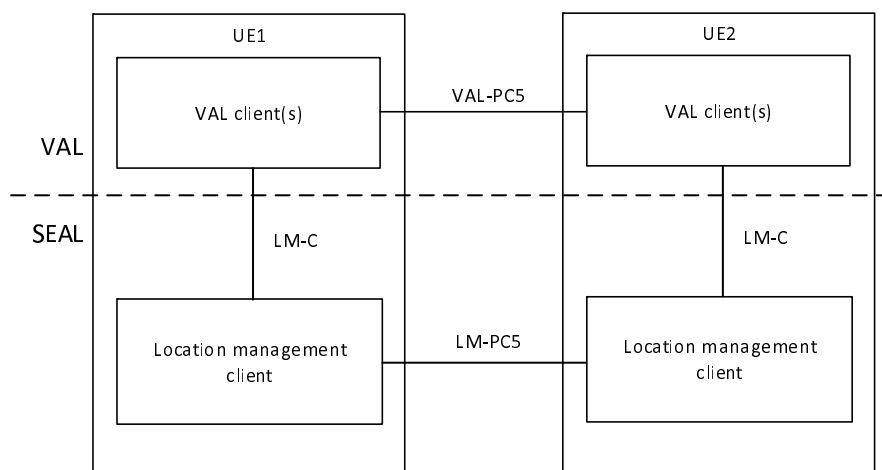 UE1
UE2
VAL client(s)
VAL-PC5
VAL client(s)
VAL
SEAL
LM-C
LM-C
Location management
client
LM-PC5
Location management
client